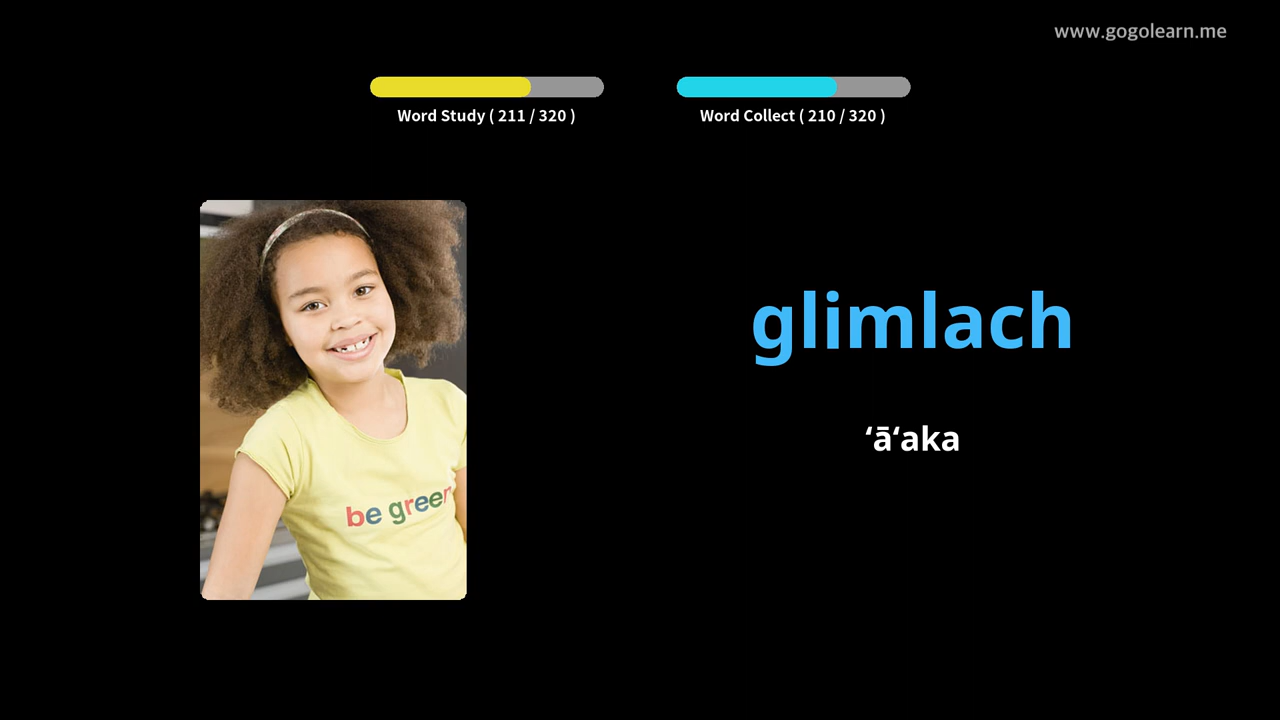 www.gogolearn.me
Word Study ( 211 / 320 )
Word Collect ( 210 / 320 )
glimlach
ʻāʻaka
be green